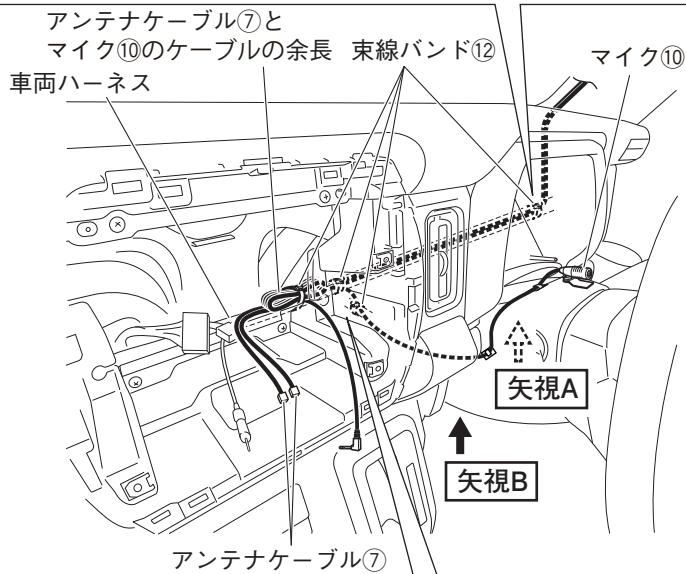 アンテナケーブル⑦と
マイク⑩のケーブルの余長
束線バンド⑫
マイク⑩
車両ハーネス
矢視A
矢視B
アンテナケーブル⑦